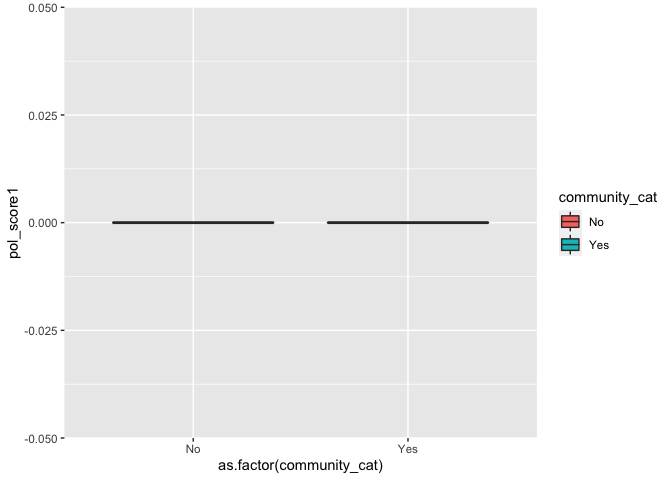 0.050
0.025
0.000
-0.025
-0.050
pol_score1
No
Yes
as.factor(community_cat)
community_cat
No
Yes